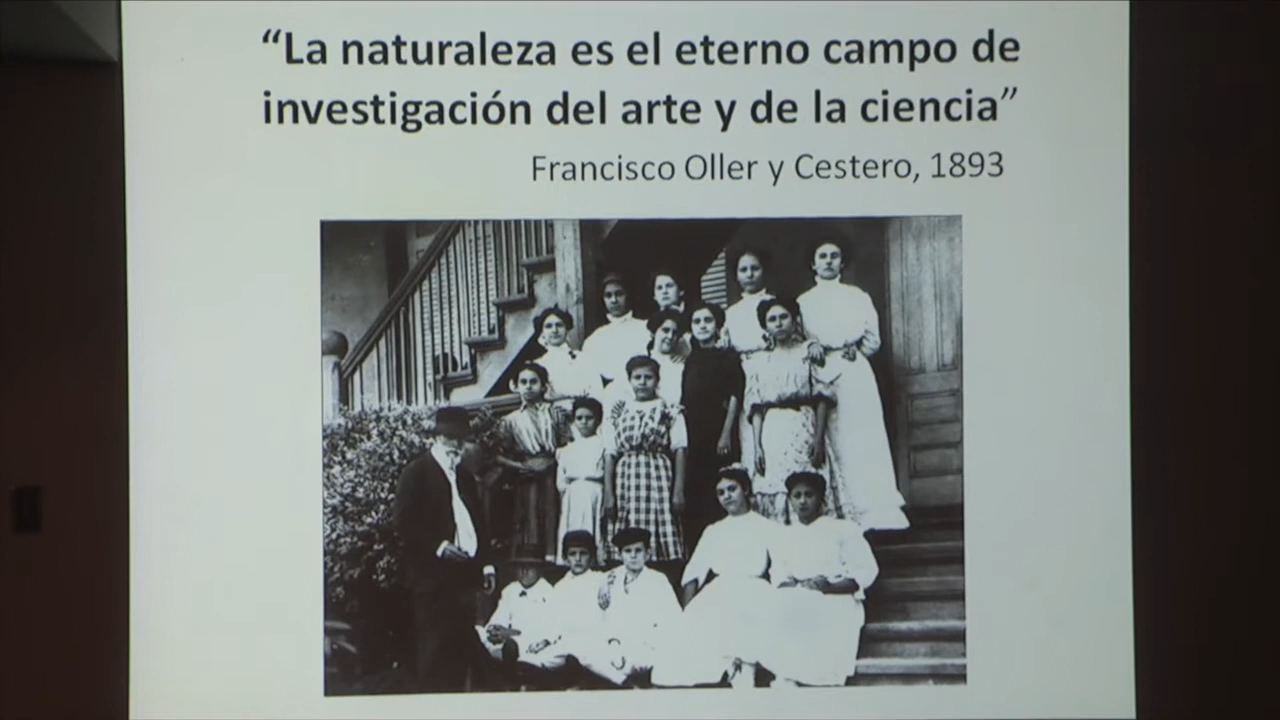 “La naturaleza es el eterno campo de
investigación del arte y de la ciencia”
Francisco Oller y Cestero, 1893